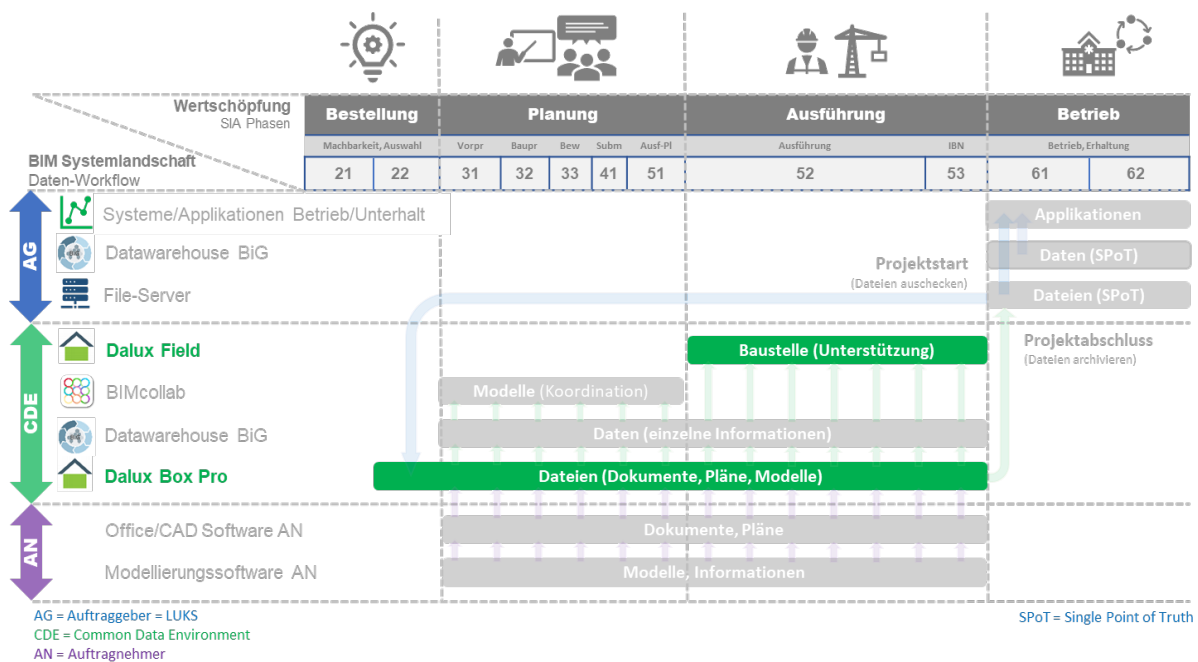 Wertschöpfung
SIA Phasen
BIM Systemlandschaft
Daten-Workflow
Bestellung Planung Ausführung Betrieb
Machbarkeit, Auswahl Vorpr Baupr Bew Subm Ausf-Pl Ausführung IBN Betrieb, Erhaltung
21 22 31 32 33 41 51 52 53 61 62
AG
Systeme/Applikationen Betrieb/Unterhalt
Applikationen
Datawarehouse BiG
Daten (SPoT)
File-Server
Dateien (SPoT)
Projektstart
(Dateien auschecken)
CDE
Dalux Field
Baustelle (Unterstützung)
Projektabschluss
(Dateien archivieren)
BIMcollab
Modelle (Koordination)
Datawarehouse BiG
Daten (einzelne Informationen)
Dalux Box Pro
Dateien (Dokumente, Pläne, Modelle)
AN
Office/CAD Software AN
Dokumente, Pläne
Modellierungssoftware AN
Modelle, Informationen
AG = Auftraggeber = LUKS
CDE = Common Data Environment
AN = Auftragnehmer
SPoT = Single Point of Truth